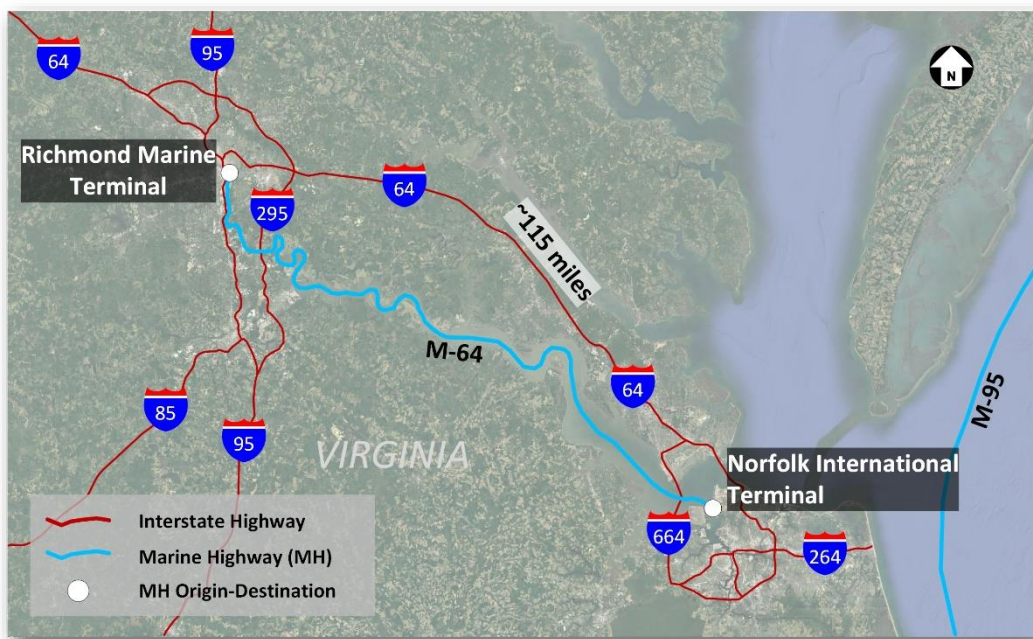 64
95
N
Richmond Marine
Terminal
64
295
~115 miles
M-64
64
M-95
85
95
VIRGINIA
Norfolk International
Terminal
664
264
Interstate Highway
Marine Highway (MH)
MH Origin-Destination